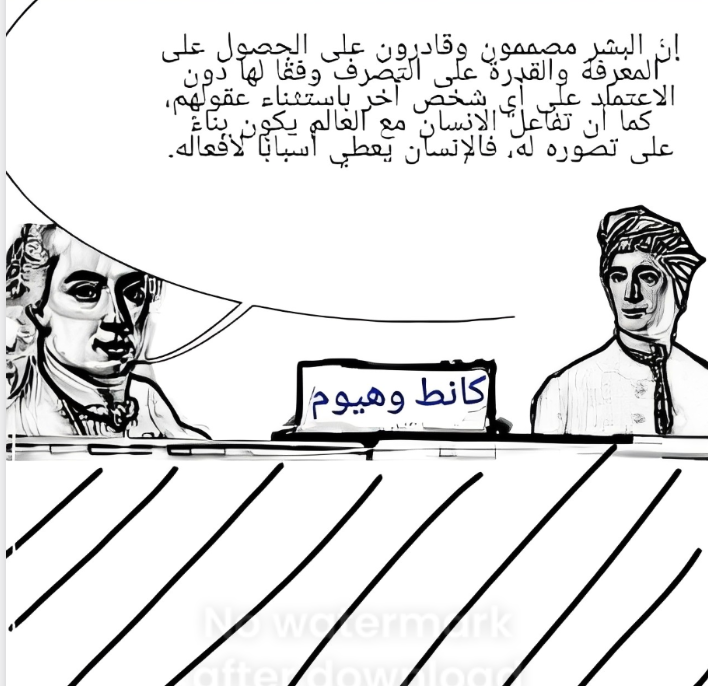 إن البشر مصممون وقادرون على الحصول على
المعرفة والقدرة على التصرف وفقا لها دون
الاعتماد على أي شخص أخر باستثناء عقولهم،
كما أن تفاعل الانسان مع العالم يكون بناءً
على تصوره له، فالإنسان يعطي أسبابا لأفعاله.
كانط وهيوم
No watermark
after download